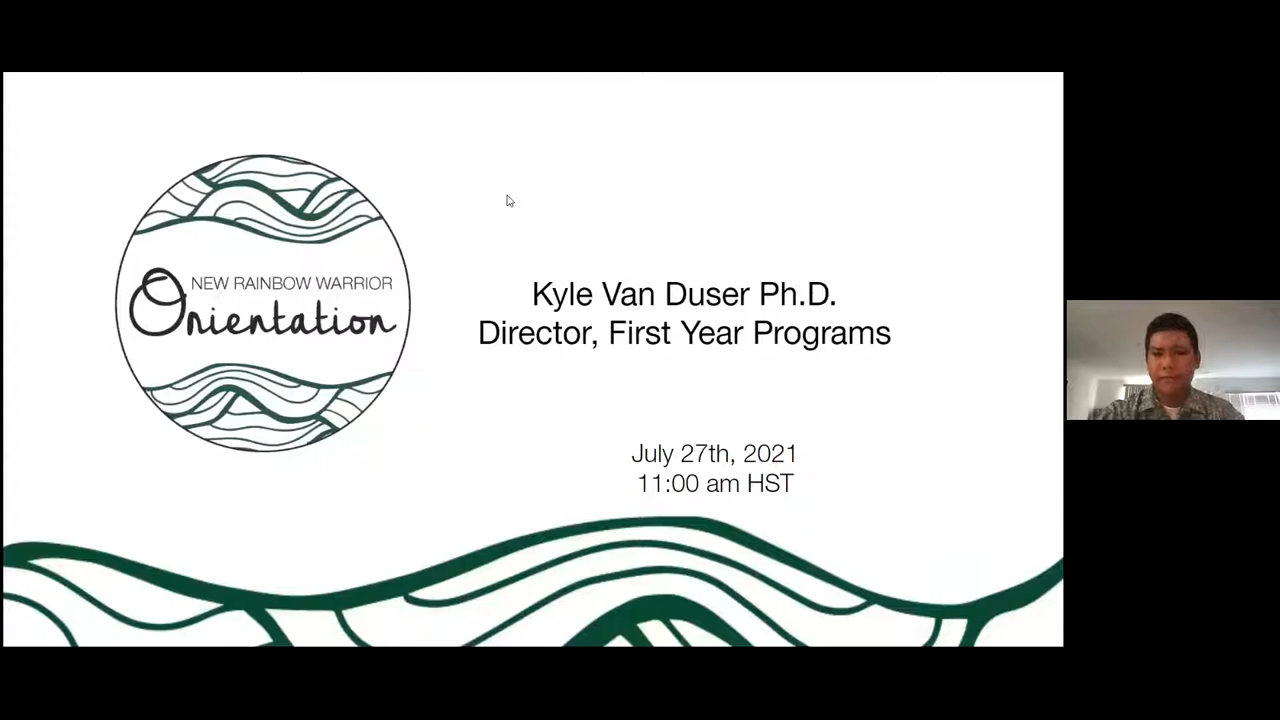 NEW RAINBOW WARRIOR
Orientation
Kyle Van Duser Ph.D.
Director, First Year Programs
July 27th, 2021
11:00 am HST